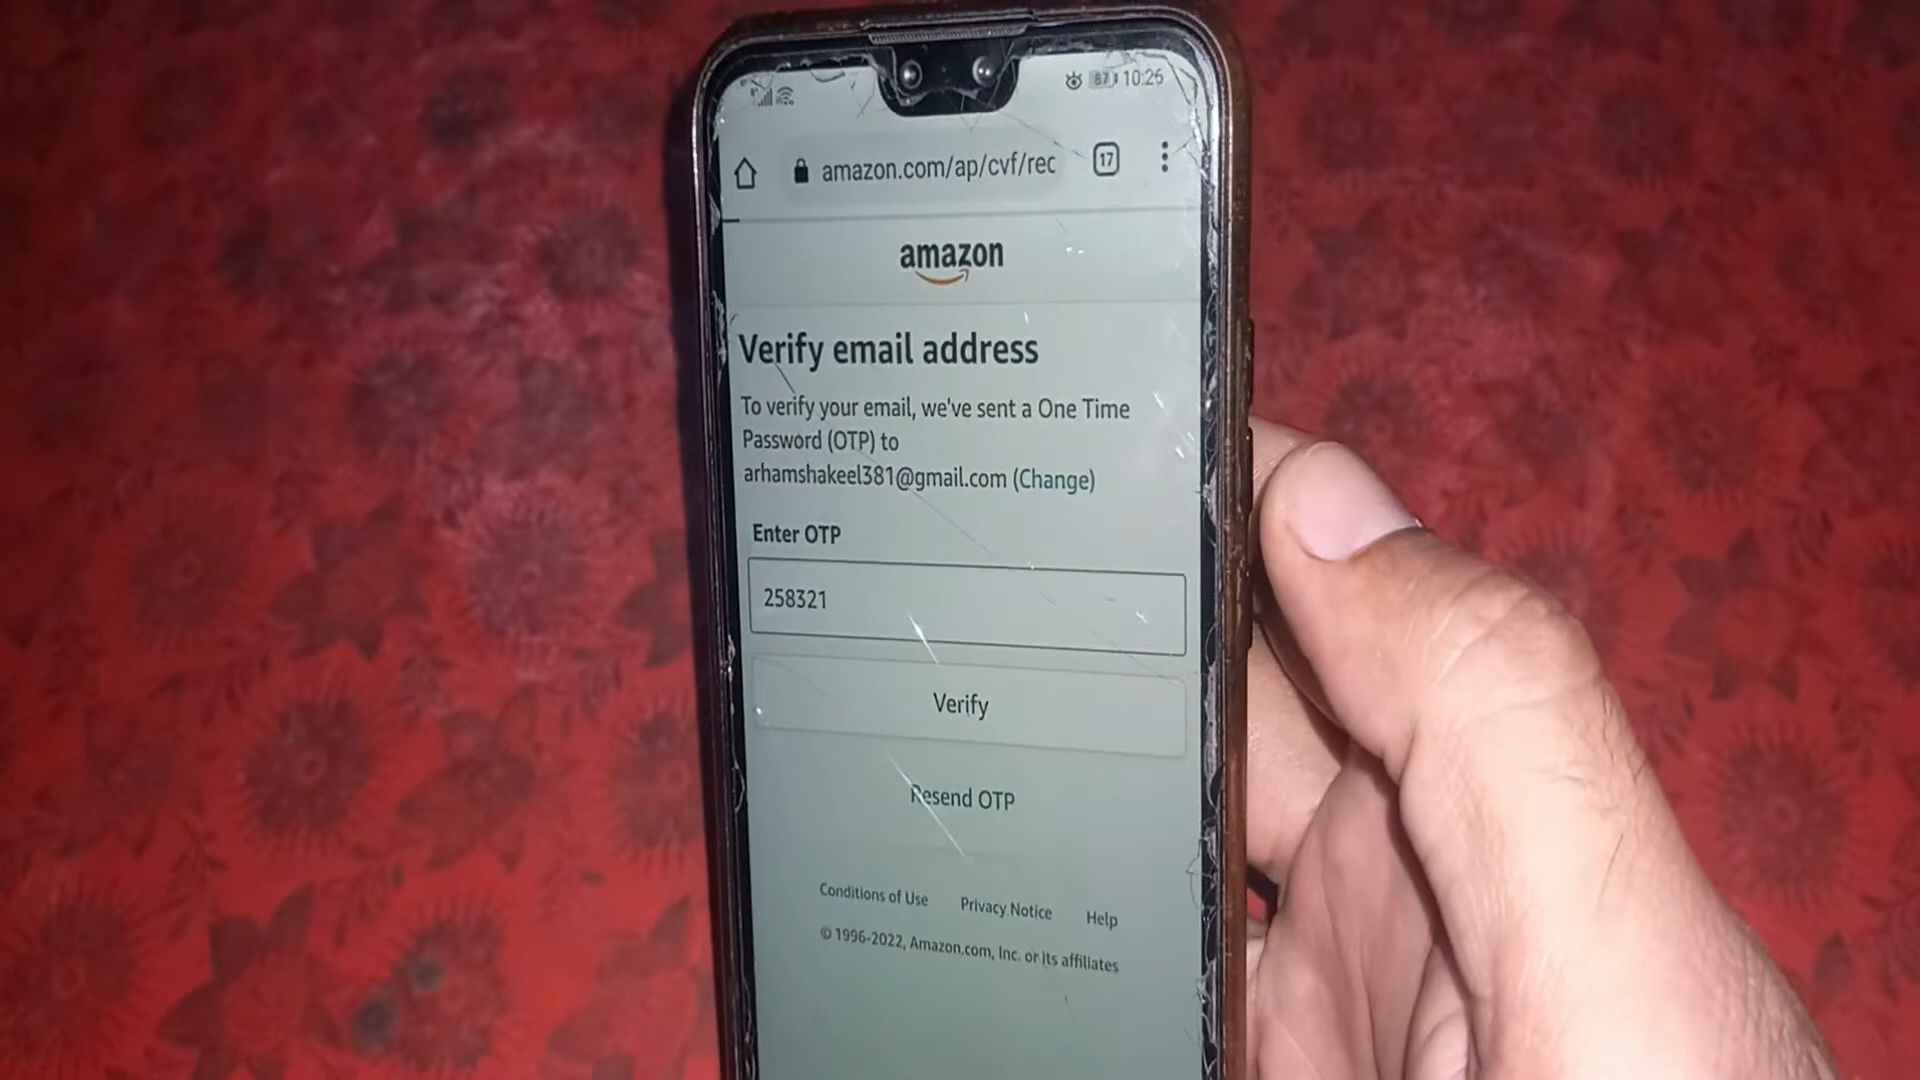 87 10:26
amazon.com/ap/cvf/rec
17
amazon
Verify email address
To verify your email, we've sent a One Time
Password (OTP) to
arhamshakeel381@gmail.com (Change)
Enter OTP
258321
Verify
Resend OTP
Conditions of Use Privacy Notice Help
© 1996-2022, Amazon.com, Inc. or its affiliates